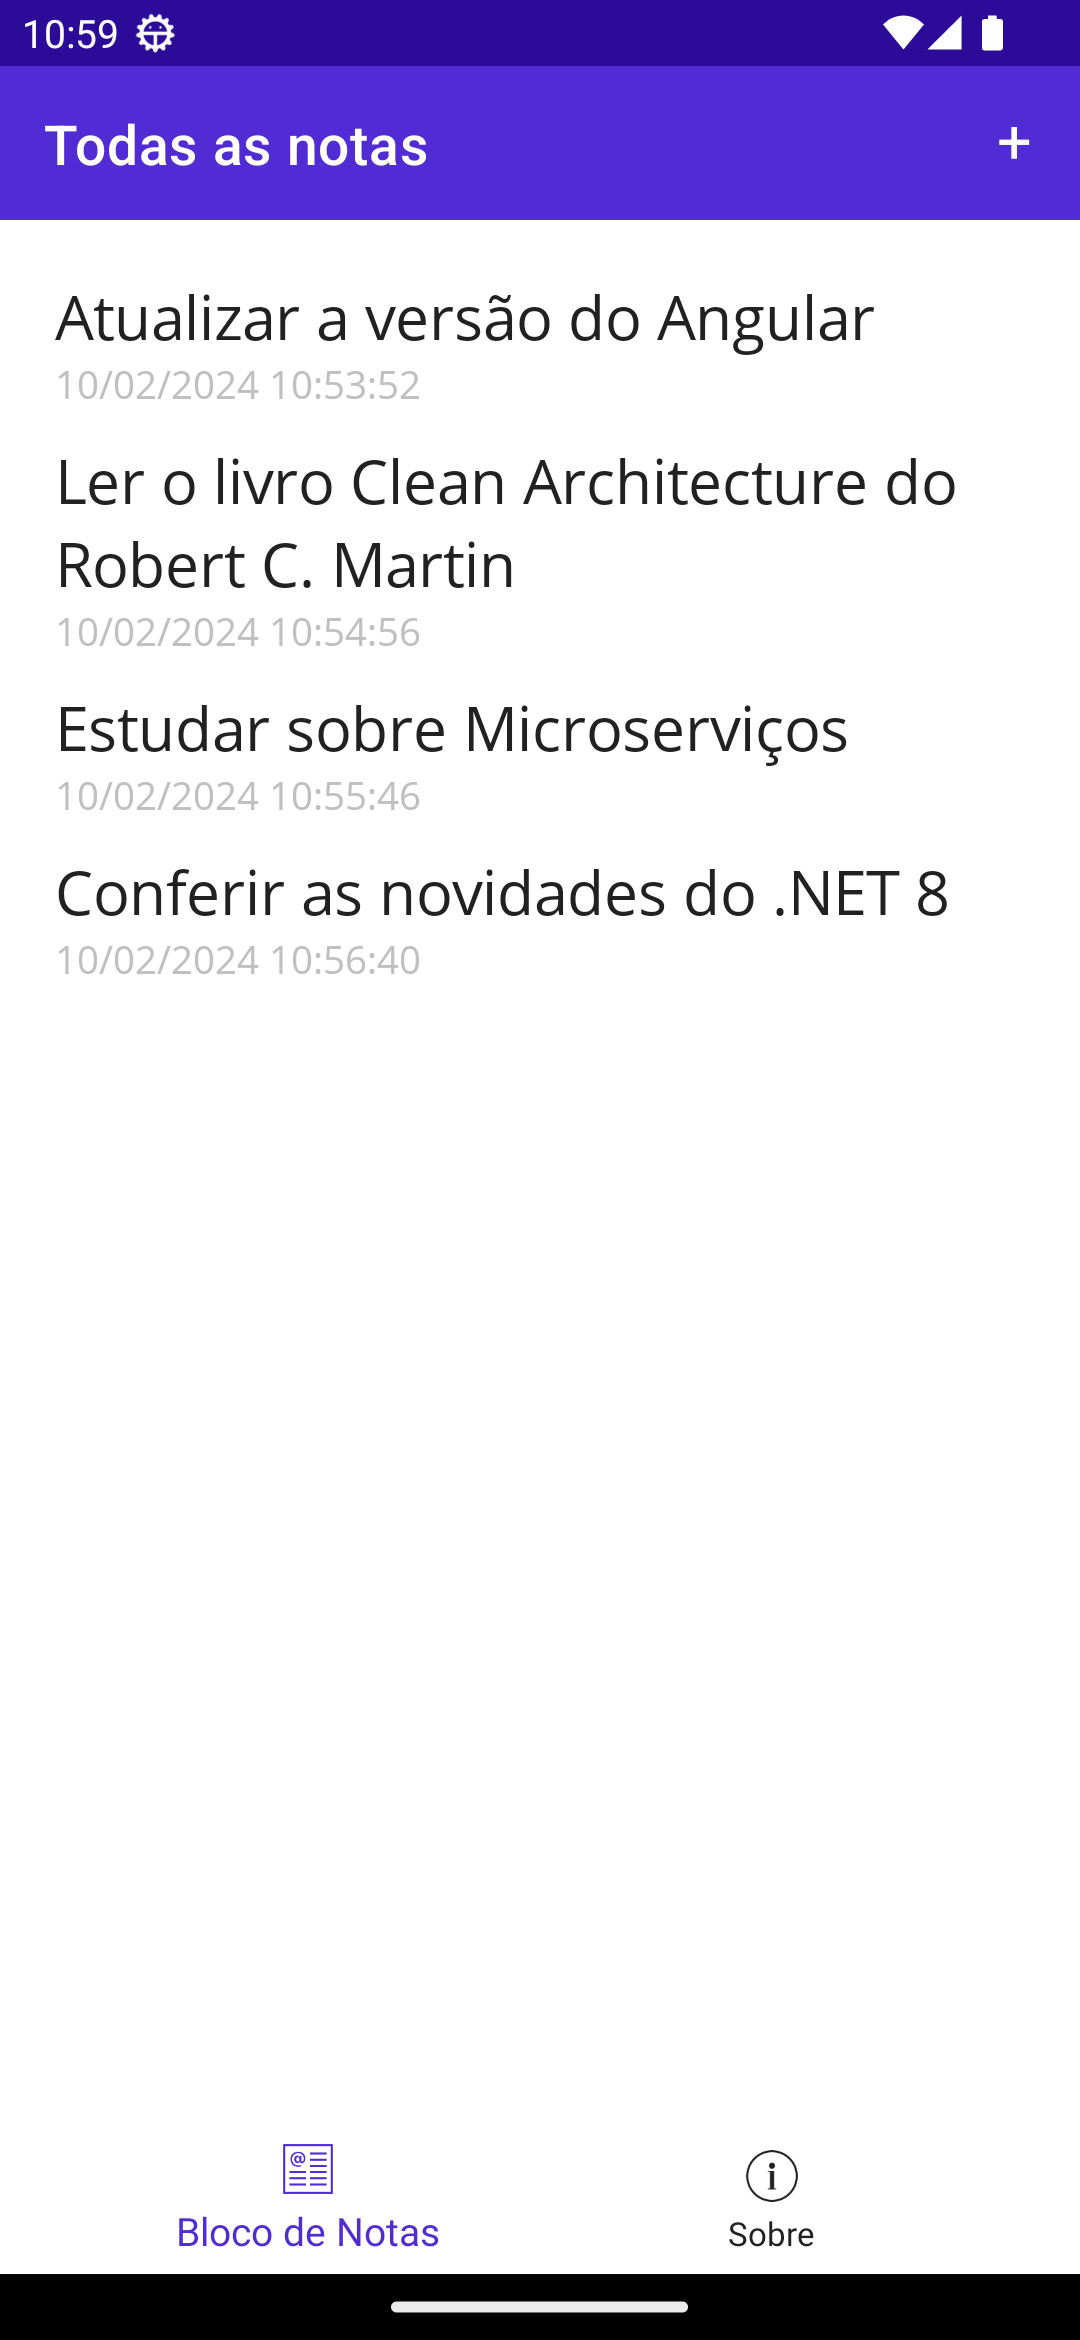 10:59
Todas as notas
+
Atualizar a versão do Angular
10/02/2024 10:53:52
Ler o livro Clean Architecture do
Robert C. Martin
10/02/2024 10:54:56
Estudar sobre Microserviços
10/02/2024 10:55:46
Conferir as novidades do .NET 8
10/02/2024 10:56:40
Bloco de Notas
Sobre